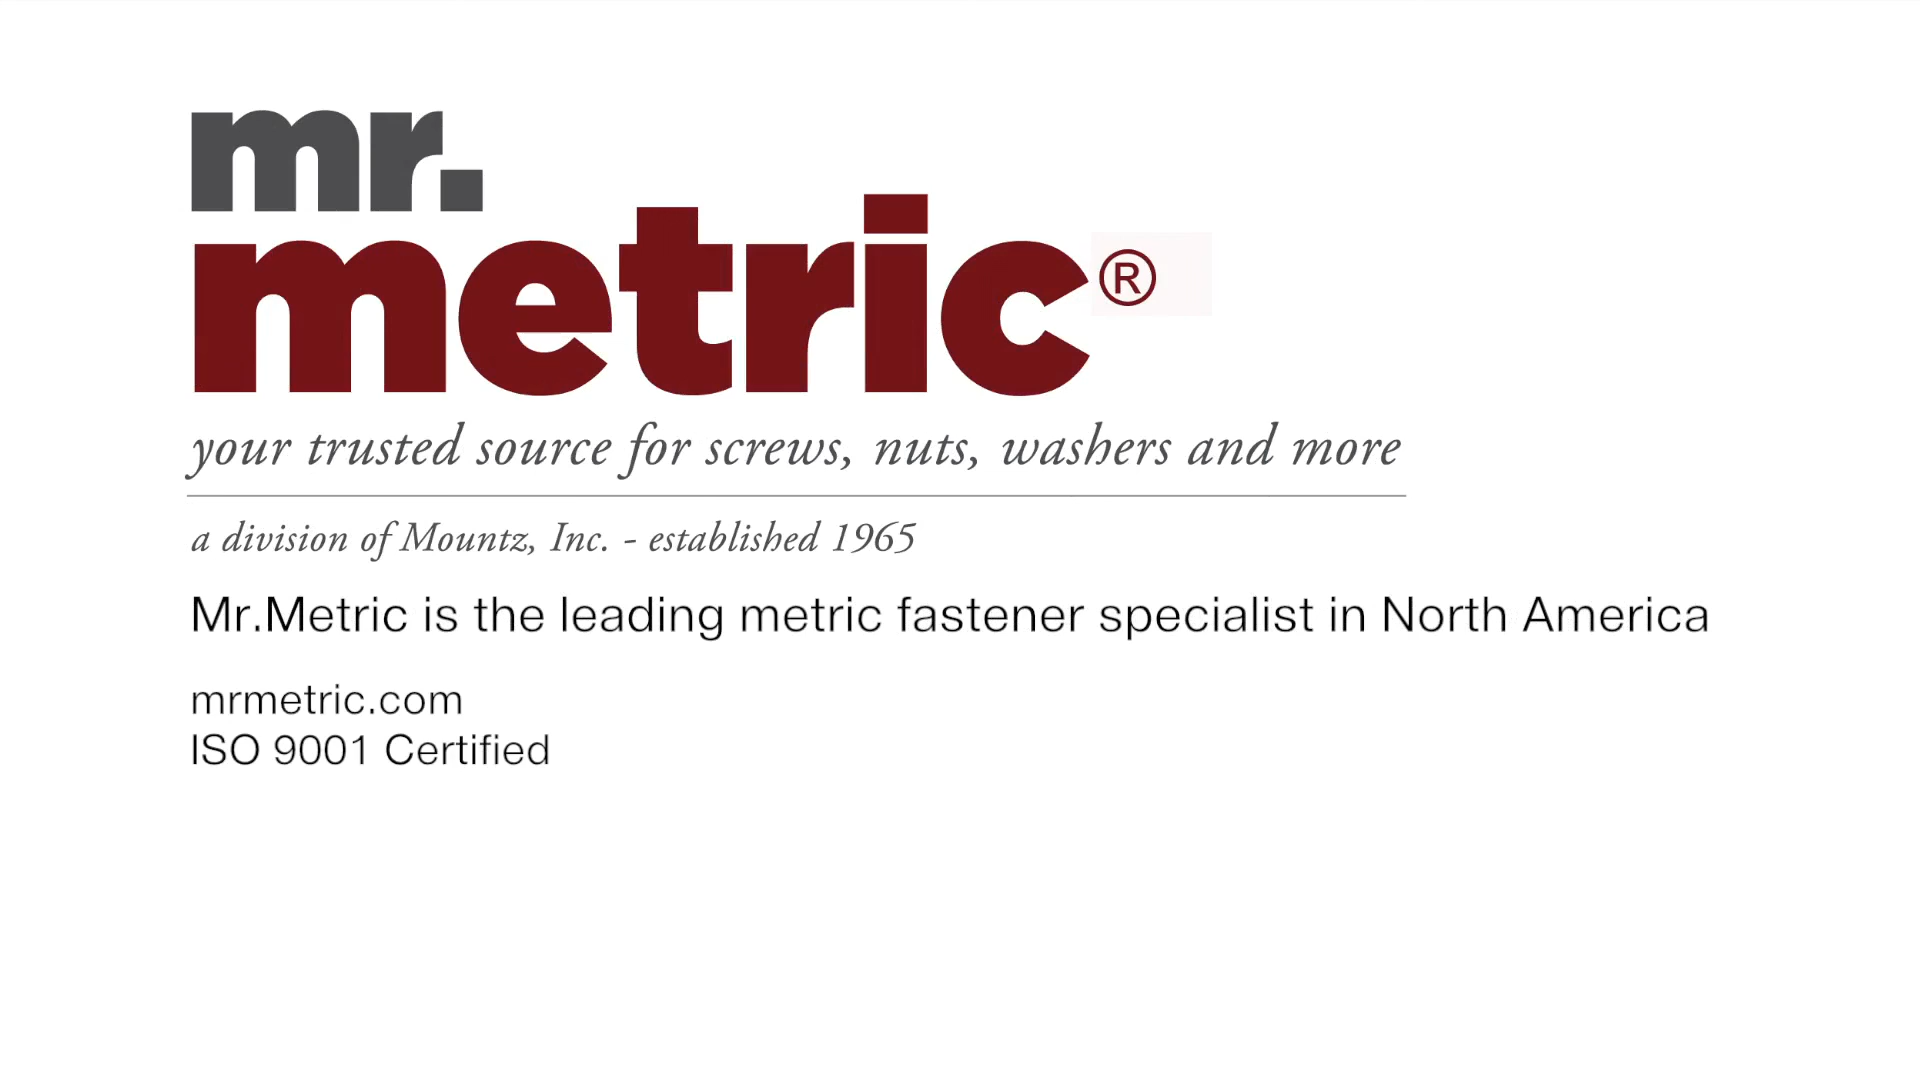 mr.
metric®
your trusted source for screws, nuts, washers and more
a division of Mountz, Inc. - established 1965
Mr.Metric is the leading metric fastener specialist in North America
mrmetric.com
ISO 9001 Certified